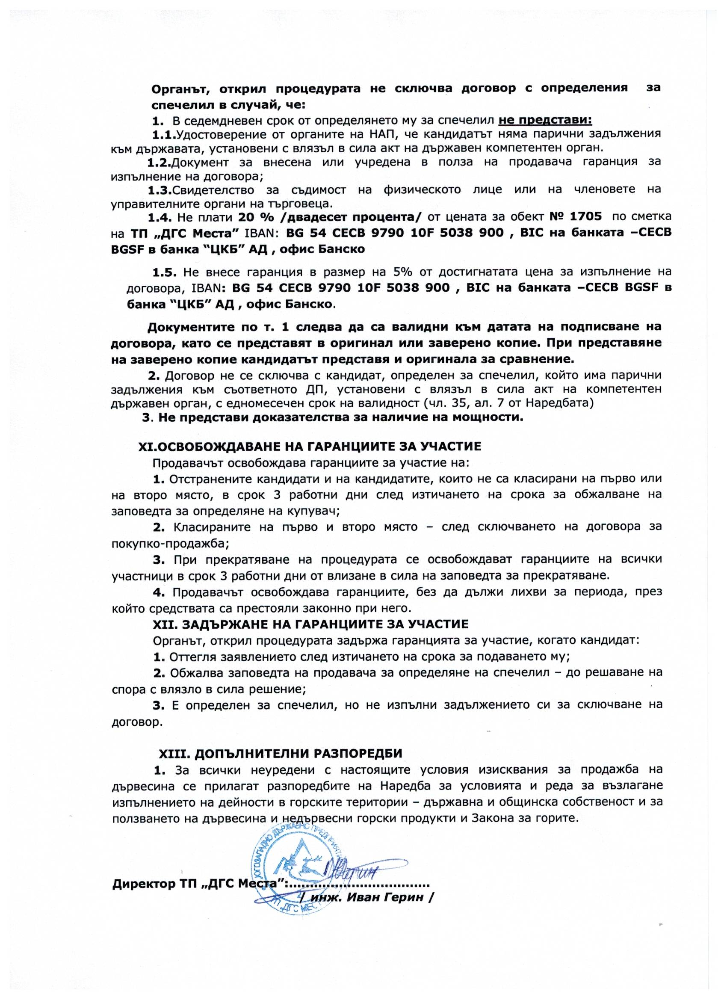 Органът, открил процедурата не сключва договор с определения за
спечелил в случай, че:
1. В седемдневен срок от определянето му за спечелил не представи:
1.1.Удостоверение от органите на НАП, че кандидатът няма парични задължения
към държавата, установени с влязъл в сила акт на държавен компетентен орган.
1.2.Документ за внесена или учредена в полза на продавача гаранция за
изпълнение на договора;
1.3.Свидетелство за съдимост на физическото лице или на членовете на
управителните органи на търговеца.
1.4. Не плати 20 % /двадесет процента/ от цената за обект № 1705 по сметка
на ТП „ДГС Места” IBAN: BG 54 CECB 9790 10F 5038 900 , BIC на банката –CECB
BGSF в банка “ЦКБ” АД , офис Банско
1.5. Не внесе гаранция в размер на 5% от достигнатата цена за изпълнение на
договора, IBAN: BG 54 CECB 9790 10F 5038 900 , BIC на банката –CECB BGSF в
банка “ЦКБ” АД , офис Банско.
Документите по т. 1 следва да са валидни към датата на подписване на
договора, като се представят в оригинал или заверено копие. При представяне
на заверено копие кандидатът представя и оригинала за сравнение.
2. Договор не се сключва с кандидат, определен за спечелил, който има парични
задължения към съответното ДП, установени с влязъл в сила акт на компетентен
държавен орган, с едномесечен срок на валидност (чл. 35, ал. 7 от Наредбата)
3. Не представи доказателства за наличие на мощности.
XI.ОСВОБОЖДАВАНЕ НА ГАРАНЦИИТЕ ЗА УЧАСТИЕ
Продавачът освобождава гаранциите за участие на:
1. Отстранените кандидати и на кандидатите, които не са класирани на първо или
на второ място, в срок 3 работни дни след изтичането на срока за обжалване на
заповедта за определяне на купувач;
2. Класираните на първо и второ място – след сключването на договора за
покупко-продажба;
3. При прекратяване на процедурата се освобождават гаранциите на всички
участници в срок 3 работни дни от влизане в сила на заповедта за прекратяване.
4. Продавачът освобождава гаранциите, без да дължи лихви за периода, през
който средствата са престояли законно при него.
XII. ЗАДЪРЖАНЕ НА ГАРАНЦИИТЕ ЗА УЧАСТИЕ
Органът, открил процедурата задържа гаранцията за участие, когато кандидат:
1. Оттегля заявлението след изтичането на срока за подаването му;
2. Обжалва заповедта на продавача за определяне на спечелил – до решаване на
спора с влязло в сила решение;
3. Е определен за спечелил, но не изпълни задължението си за сключване на
договор.
XIII. ДОПЪЛНИТЕЛНИ РАЗПОРЕДБИ
1. За всички неуредени с настоящите условия изисквания за продажба на
дървесина се прилагат разпоредбите на Наредба за условията и реда за възлагане
изпълнението на дейности в горските територии – държавна и общинска собственост и за
ползването на дървесина и недървесни горски продукти и Закона за горите.
ЮГОЗАПАДНО ДЪРЖАВНО ПРЕДПРИЯТИЕ
Директор ТП „ДГС Места”:..................................
/ инж. Иван Герин /
ТП ДГС МЕСТА